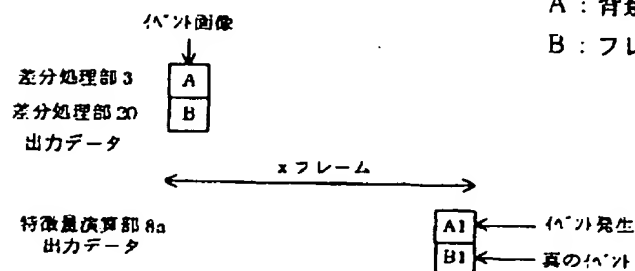 A : 背景
イベント画像
B : フレ
差分処理部 3
A
差分処理部 20
B
出力データ
x フレーム
特徴量演算部 8a
A1
イベント発生
出力データ
B1
真のイベント